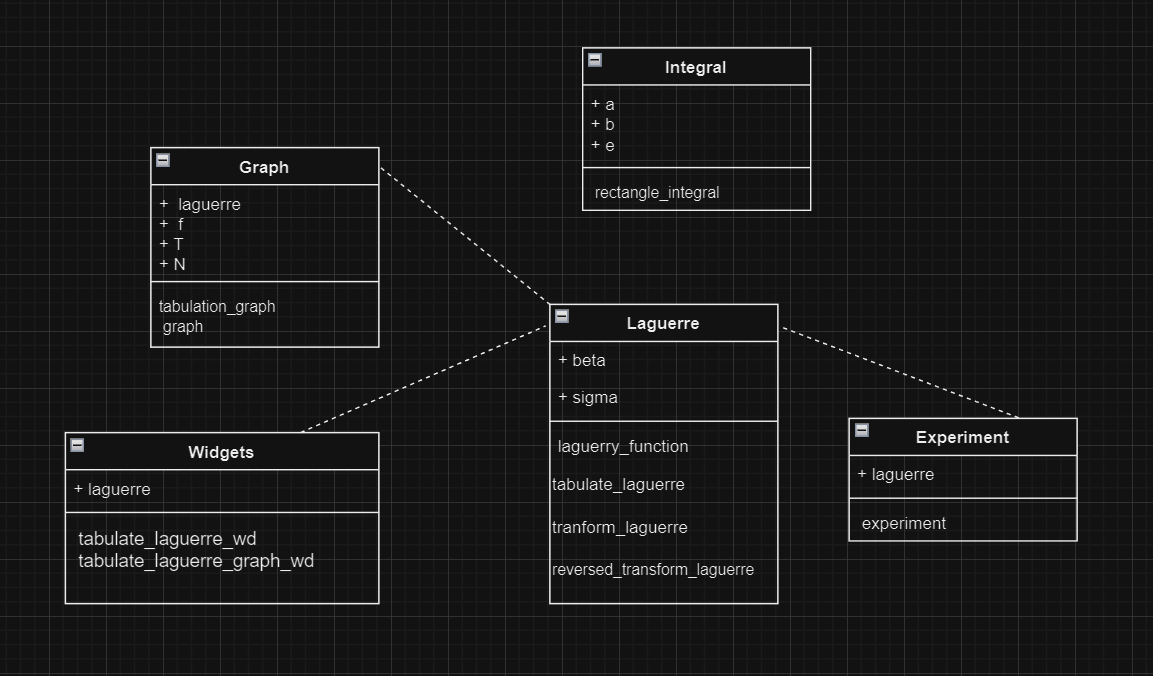 Integral
+ a
+ b
+ e
rectangle_integral
Graph
+ laguerre
+ f
+ T
+ N
tabulation_graph
graph
Laguerre
+ beta
+ sigma
laguerry_function
tabulate_laguerre
tranform_laguerre
reversed_transform_laguerre
Widgets
+ laguerre
tabulate_laguerre_wd
tabulate_laguerre_graph_wd
Experiment
+ laguerre
experiment